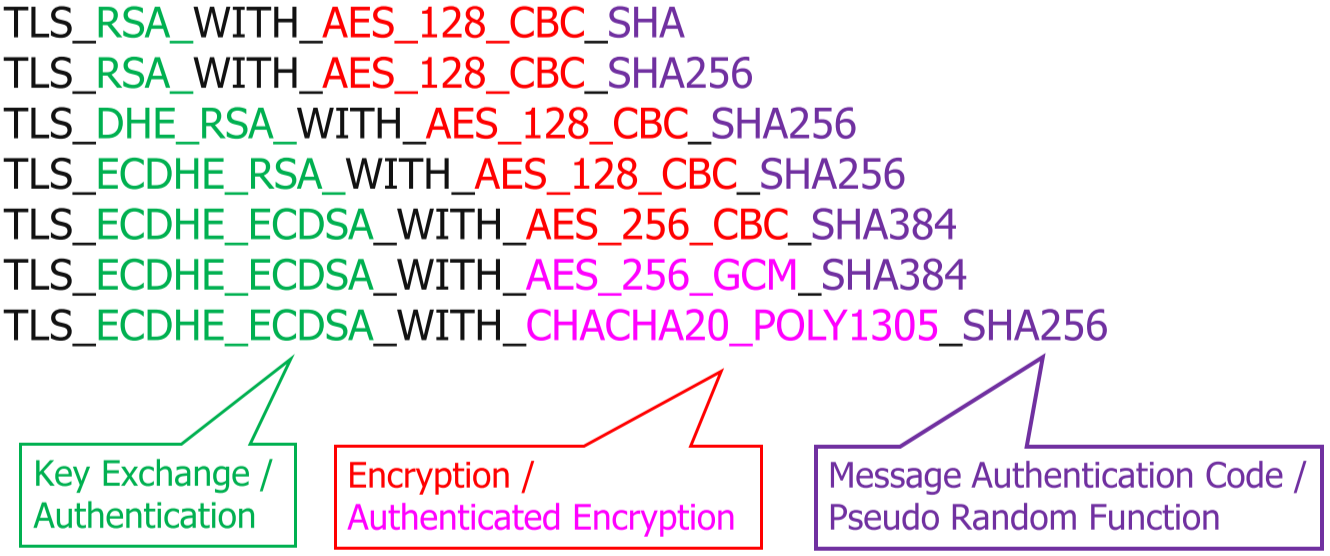 TLS_RSA_WITH_AES_128_CBC_SHA
TLS_RSA_WITH_AES_128_CBC_SHA256
TLS_DHE_RSA_WITH_AES_128_CBC_SHA256
TLS_ECDHE_RSA_WITH_AES_128_CBC_SHA256
TLS_ECDHE_ECDSA_WITH_AES_256_CBC_SHA384
TLS_ECDHE_ECDSA_WITH_AES_256_GCM_SHA384
TLS_ECDHE_ECDSA_WITH_CHACHA20_POLY1305_SHA256
Key Exchange /
Authentication
Encryption /
Authenticated Encryption
Message Authentication Code /
Pseudo Random Function